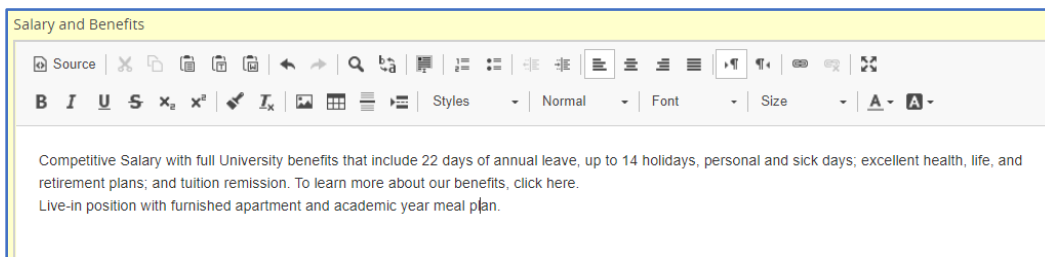 Salary and Benefits
Source
B I U S x₂ x² Tx Styles Normal Font Size A A
Competitive Salary with full University benefits that include 22 days of annual leave, up to 14 holidays, personal and sick days; excellent health, life, and
retirement plans; and tuition remission. To learn more about our benefits, click here.
Live-in position with furnished apartment and academic year meal plan.